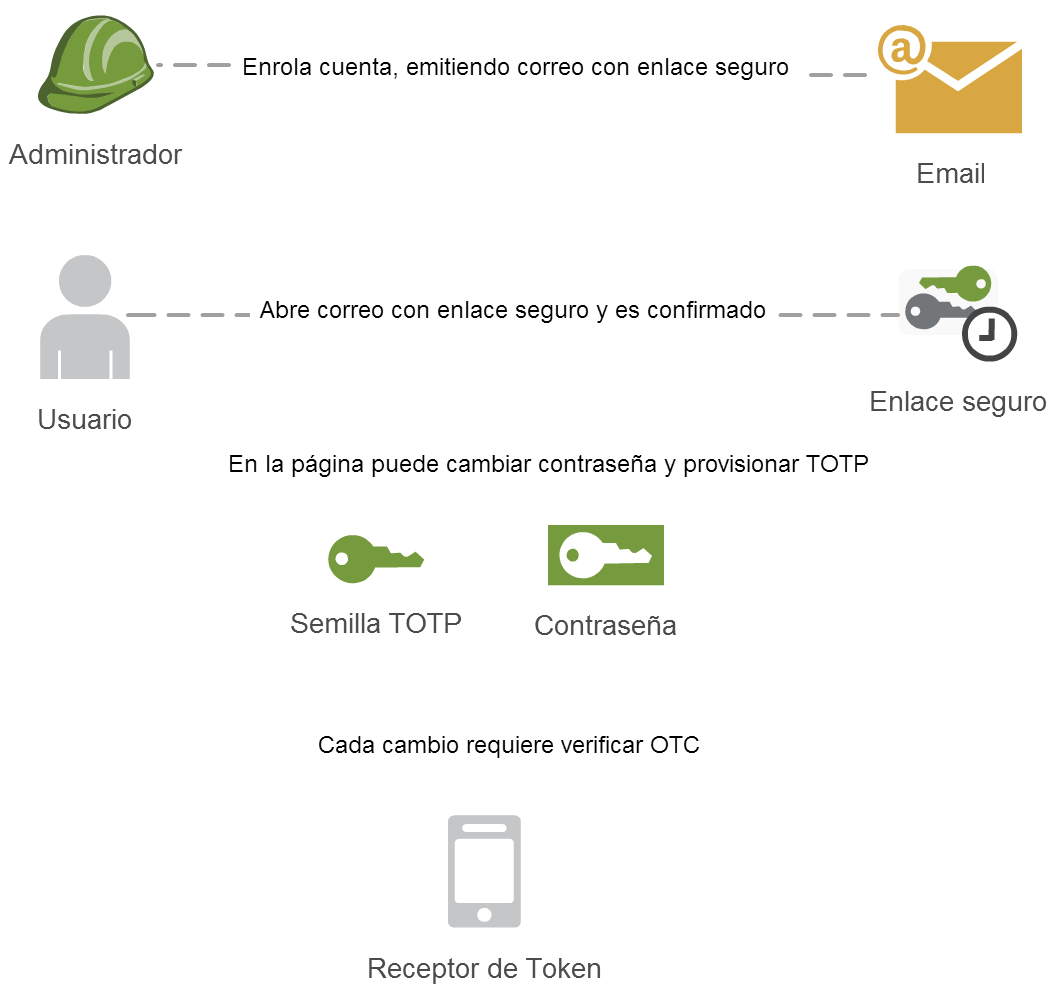 Enrola cuenta, emitiendo correo con enlace seguro
@
Administrador
Email
Abre correo con enlace seguro y es confirmado
Usuario
Enlace seguro
En la página puede cambiar contraseña y provisionar TOTP
Semilla TOTP
Contraseña
Cada cambio requiere verificar OTC
Receptor de Token